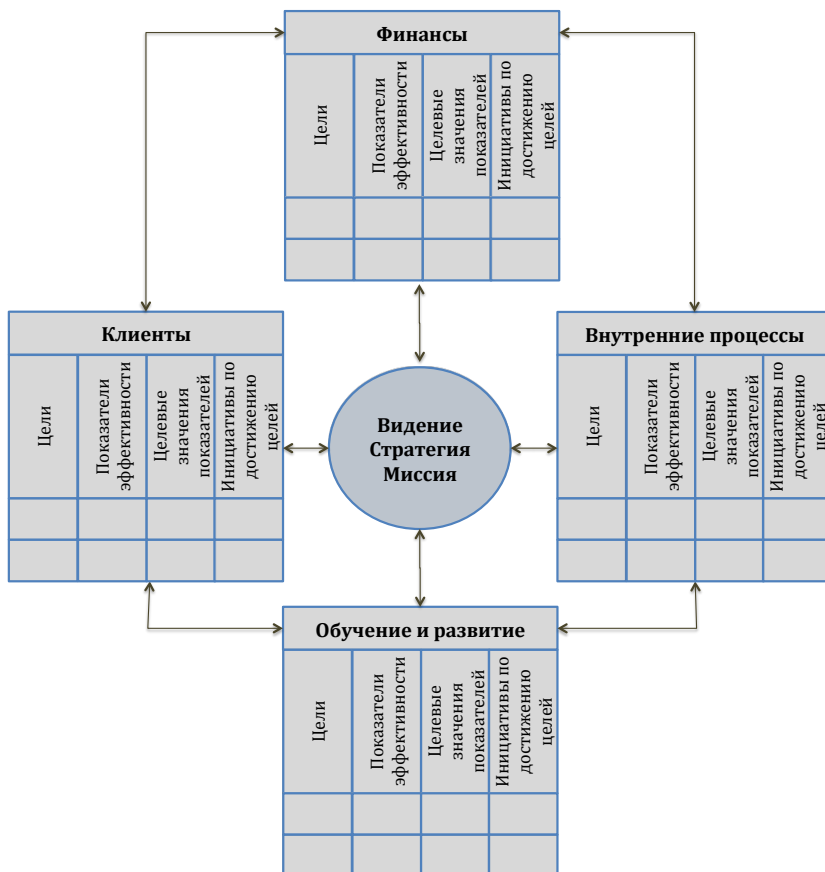 Финансы
Цели
Показатели
эффективности
Целевые
значения
показателей
Инициативы по
достижению
целей
Клиенты
Цели
Показатели
эффективности
Целевые
значения
показателей
Инициативы по
достижению
целей
Видение
Стратегия
Миссия
Внутренние процессы
Цели
Показатели
эффективности
Целевые
значения
показателей
Инициативы по
достижению
целей
Обучение и развитие
Цели
Показатели
эффективности
Целевые
значения
показателей
Инициативы по
достижению
целей